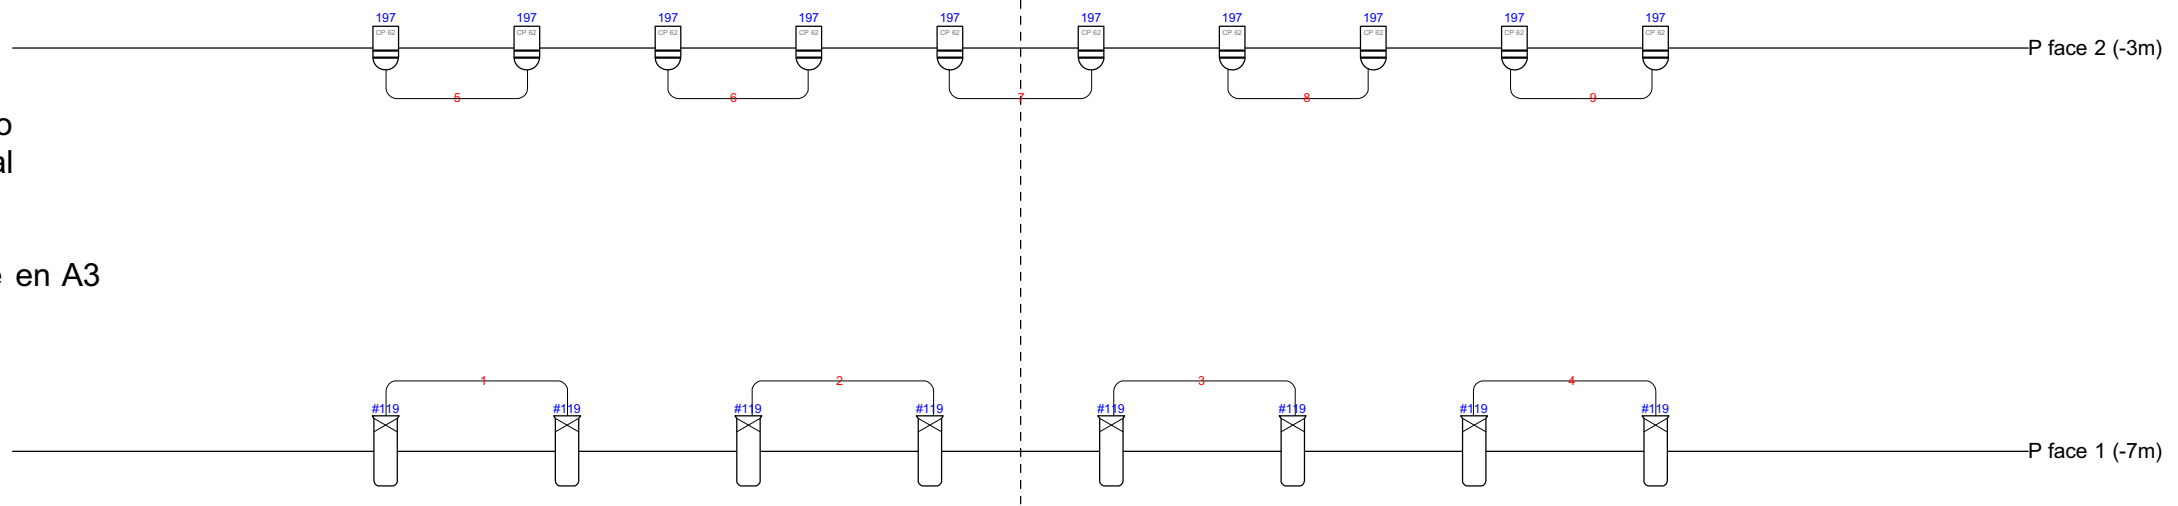 197 197 197 197 197 197 197 197 197 197
CP 62 CP 62 CP 62 CP 62 CP 62 CP 62 CP 62 CP 62 CP 62 CP 62
P face 2 (-3m)
5 6 7 8 9
o
al
e en A3
1 2 3 4
#119 #119 #119 #119 #119 #119 #119 #119
P face 1 (-7m)